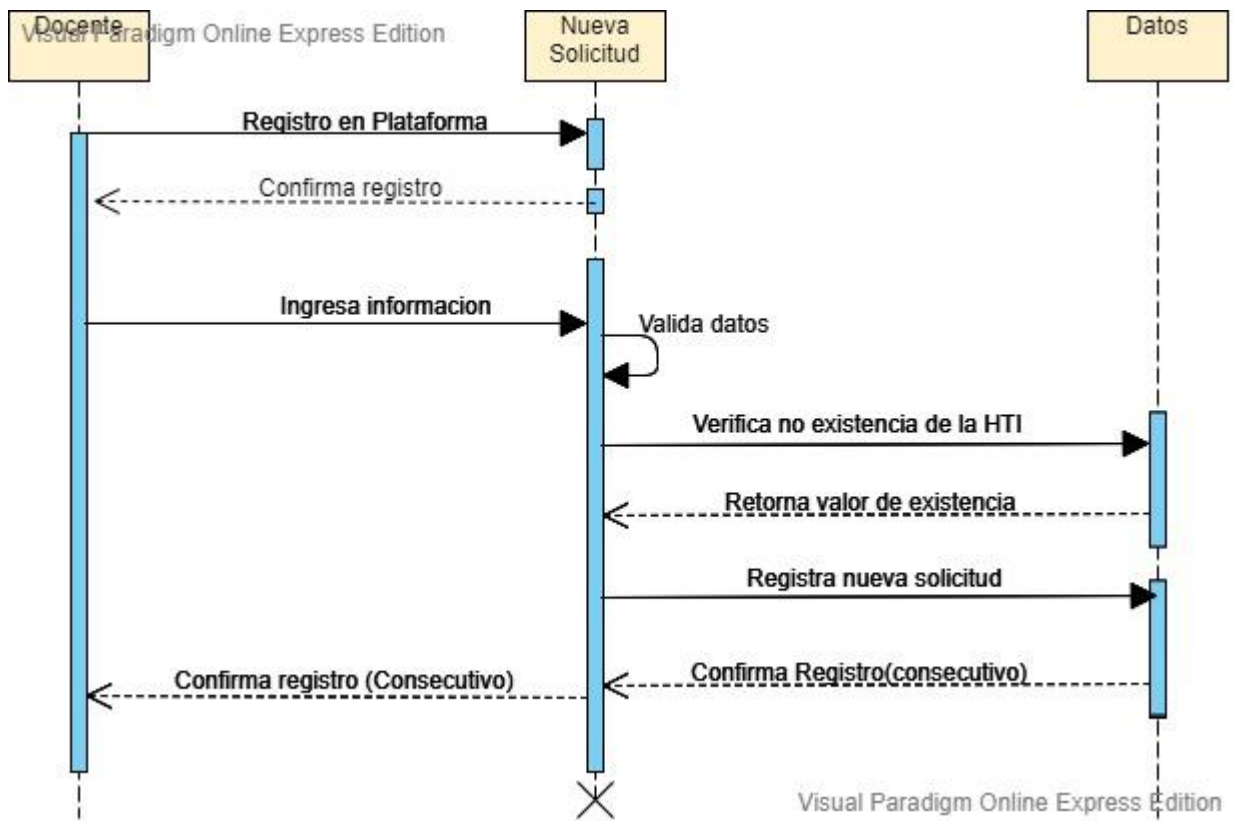 Docente
Visual Paradigm Online Express Edition
Nueva
Solicitud
Datos
Registro en Plataforma
Confirma registro
Ingresa informacion
Valida datos
Verifica no existencia de la HTI
Retorna valor de existencia
Registra nueva solicitud
Confirma Registro(consecutivo)
Confirma registro (Consecutivo)
Visual Paradigm Online Express Edition